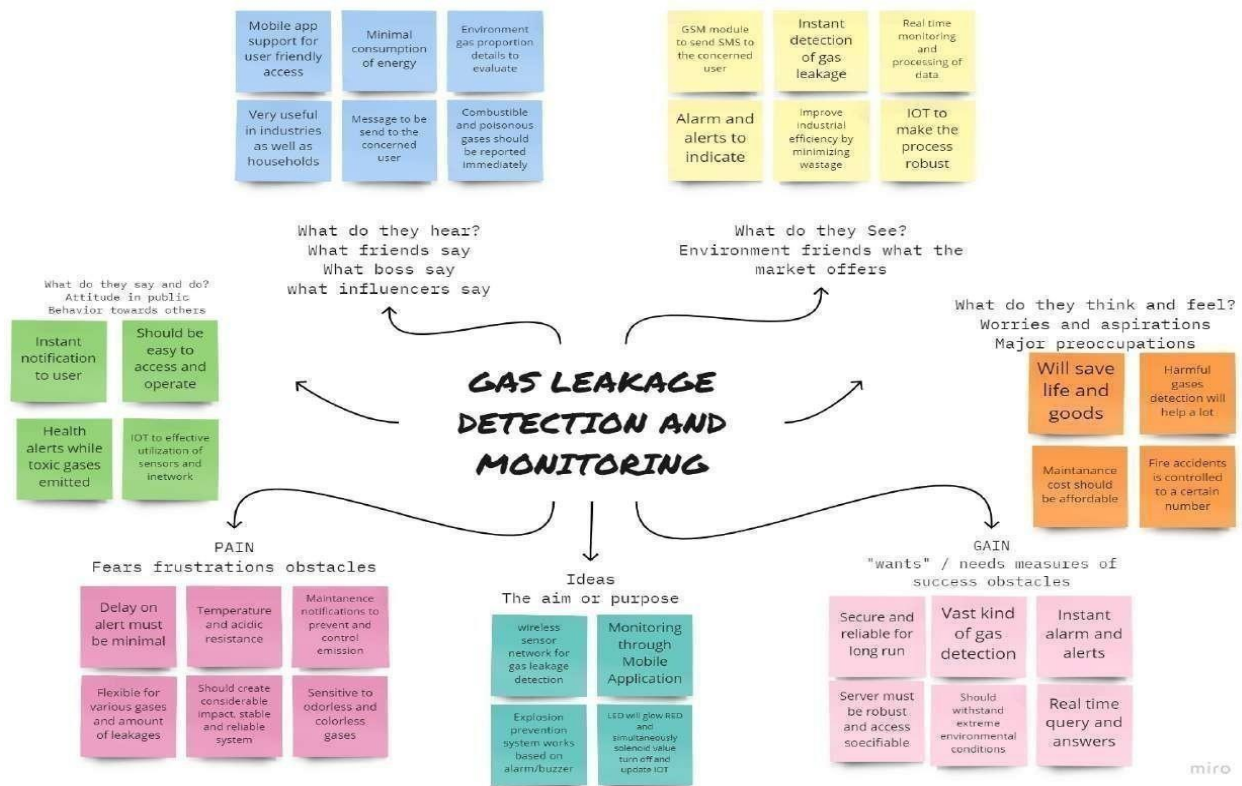 Mobile app
support for
user friendly
access
Minimal
consumption
of energy
Environment
gas proportion
details to
evaluate
Very useful
in industries
as well as
households
Message to be
send to the
concerned
user
Combustible
and poisonous
gases should
be reported
immediately
GSM module
to send SMS to
the concerned
user
Instant
detection
of gas
leakage
Real time
monitoring
and
processing of
data
Alarm and
alerts to
indicate
Improve
industrial
efficiency by
minimizing
wastage
IOT to
make the
process
robust
What do they hear?
What friends say
What boss say
what influencers say
What do they See?
Environment friends what the
market offers
What do they say and do?
Attitude in public
Behavior towards others
Instant
notification
to user
Should be
easy to
access and
operate
Health
alerts while
toxic gases
emitted
IOT to effective
utilization of
sensors and
inetwork
GAS LEAKAGE
DETECTION AND
MONITORING
What do they think and feel?
Worries and aspirations
Major preoccupations
Will save
life and
goods
Harmful
gases
detection will
help a lot
Maintanance
cost should
be affordable
Fire accidents
is controlled
to a certain
number
PAIN
Fears frustrations obstacles
Delay on
alert must
be minimal
Temperature
and acidic
resistance
Maintanence
notifications to
prevent and
control
emission
Flexible for
various gases
and amount
of leakages
Should create
considerable
impact, stable
and reliable
system
Sensitive to
odorless and
colorless
gases
Ideas
The aim or purpose
wireless
sensor
network for
gas leakage
detection
Monitoring
through
Mobile
Application
Explosion
prevention
system works
based on
alarm/buzzer
LED will glow RED
and
simultaneously
solenoid value
turn off and
update IOT
GAIN
"wants" / needs measures of
success obstacles
Secure and
reliable for
long run
Vast kind
of gas
detection
Instant
alarm and
alerts
Server must
be robust
and access
soecifiable
Should
withstand
extreme
environmental
conditions
Real time
query and
answers
miro